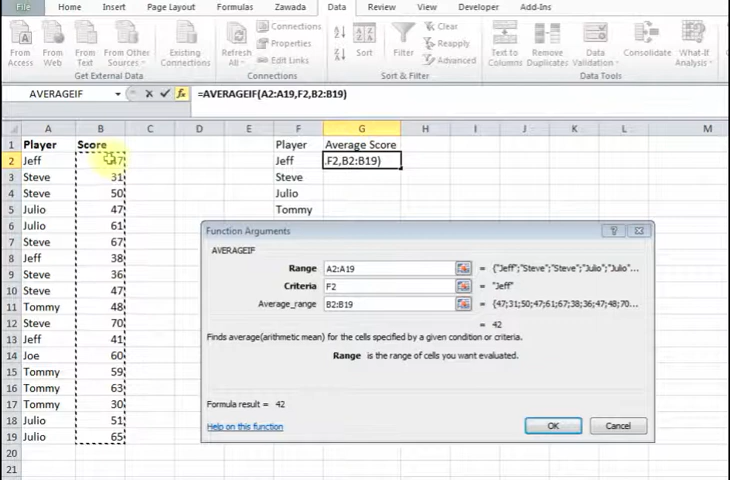 File Home Insert Page Layout Formulas Zawada Data Review View Developer Add-Ins
From Access From Web From Text From Other Sources Existing Connections Refresh All Connections Properties Edit Links Sort Filter Clear Reapply Advanced Text to Columns Remove Duplicates Data Validation Consolidate What-If Analysis
Get External Data Connections Sort & Filter Data Tools
AVERAGEIF fx =AVERAGEIF(A2:A19,F2,B2:B19)
A B C D E F G H I J K L M
1 Player Score Player Average Score
2 Jeff 47 Jeff .F2,B2:B19)
3 Steve 31 Steve
4 Steve 50 Julio
5 Julio 47 Tommy
6 Julio 61
7 Steve 67
8 Jeff 38
9 Steve 36
10 Steve 47
11 Tommy 48
12 Steve 70
13 Jeff 41
14 Joe 60
15 Tommy 59
16 Tommy 63
17 Tommy 30
18 Julio 51
19 Julio 65
20
21
Function Arguments
AVERAGEIF
Range A2:A19 = {"Jeff";"Steve";"Steve";"Julio";"Julio"...
Criteria F2 = "Jeff"
Average_range B2:B19 = {47;31;50;47;61;67;38;36;47;48;70...
= 42
Finds average(arithmetic mean) for the cells specified by a given condition or criteria.
Range is the range of cells you want evaluated.
Formula result = 42
Help on this function OK Cancel